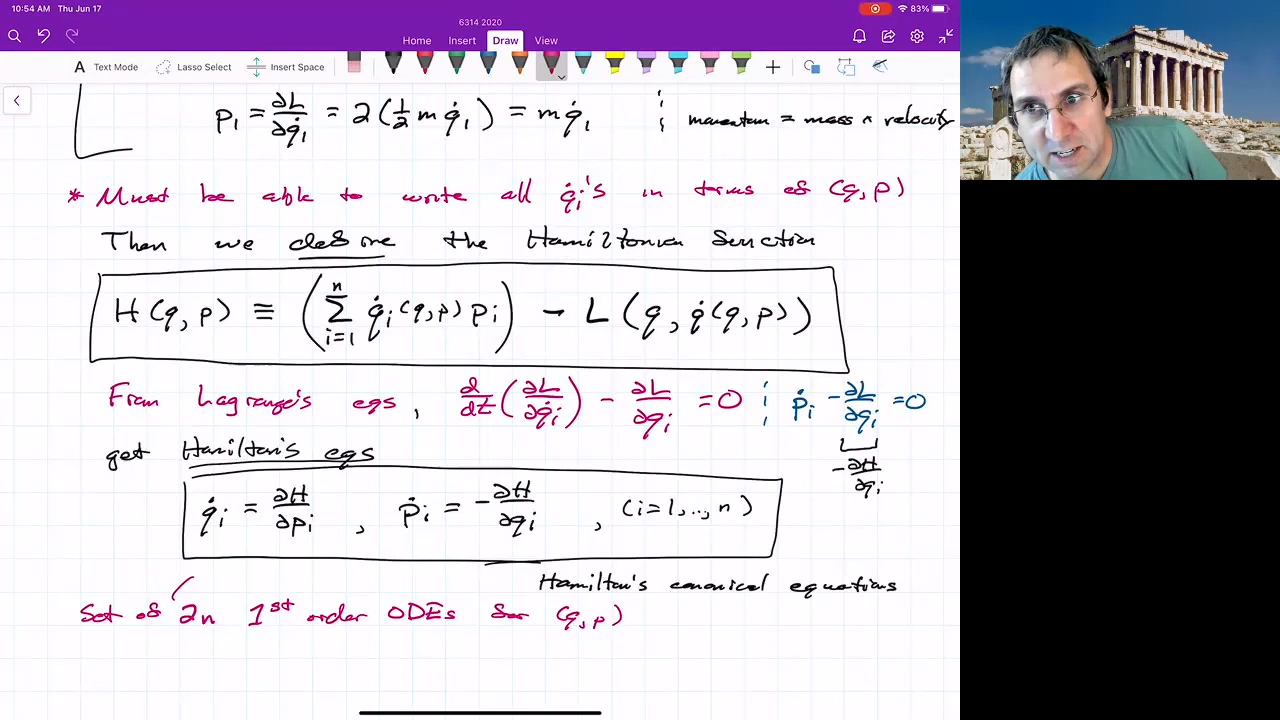 10:54 AM Thu Jun 17
83%
6314 2020
Home Insert Draw View
Text Mode Lasso Select Insert Space
p₁ = ∂L/∂q̇₁ = 2(½ m q̇₁) = m q̇₁ ¦ momentum = mass × velocity
* Must be able to write all q̇ᵢ's in terms of (q,p)
Then we define the Hamiltonian function
H(q,p) ≡ (∑ᵢ₌₁ⁿ q̇ᵢ(q,p) pᵢ) - L(q, q̇(q,p))
From Lagrange's eqs, d/dt(∂L/∂q̇ᵢ) - ∂L/∂qᵢ = 0 ¦ ṗᵢ - ∂L/∂qᵢ = 0
-∂H/∂qᵢ
get Hamilton's eqs
q̇ᵢ = ∂H/∂pᵢ , ṗᵢ = -∂H/∂qᵢ , (i=1,..,n)
Hamilton's canonical equations
Set of 2n 1st order ODEs for (q,p)